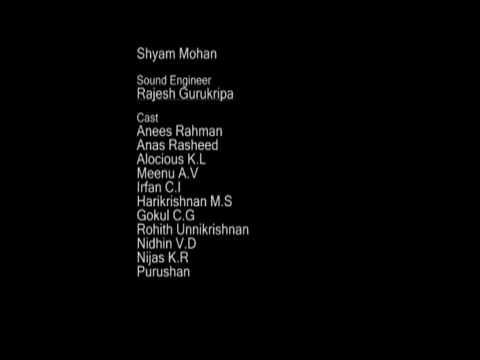 Shyam Mohan
Sound Engineer
Rajesh Gurukripa
Cast
Anees Rahman
Anas Rasheed
Alocious K.L
Meenu A.V
Irfan C.I
Harikrishnan M.S
Gokul C.G
Rohith Unnikrishnan
Nidhin V.D
Nijas K.R
Purushan